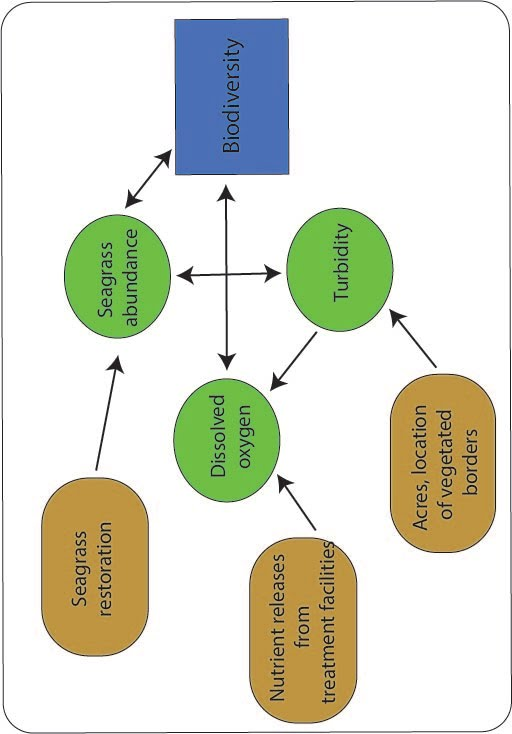 Seagrass
restoration
Nutrient releases
from
treatment facilities
Acres, location
of vegetated
borders
Seagrass
abundance
Dissolved
oxygen
Turbidity
Biodiversity